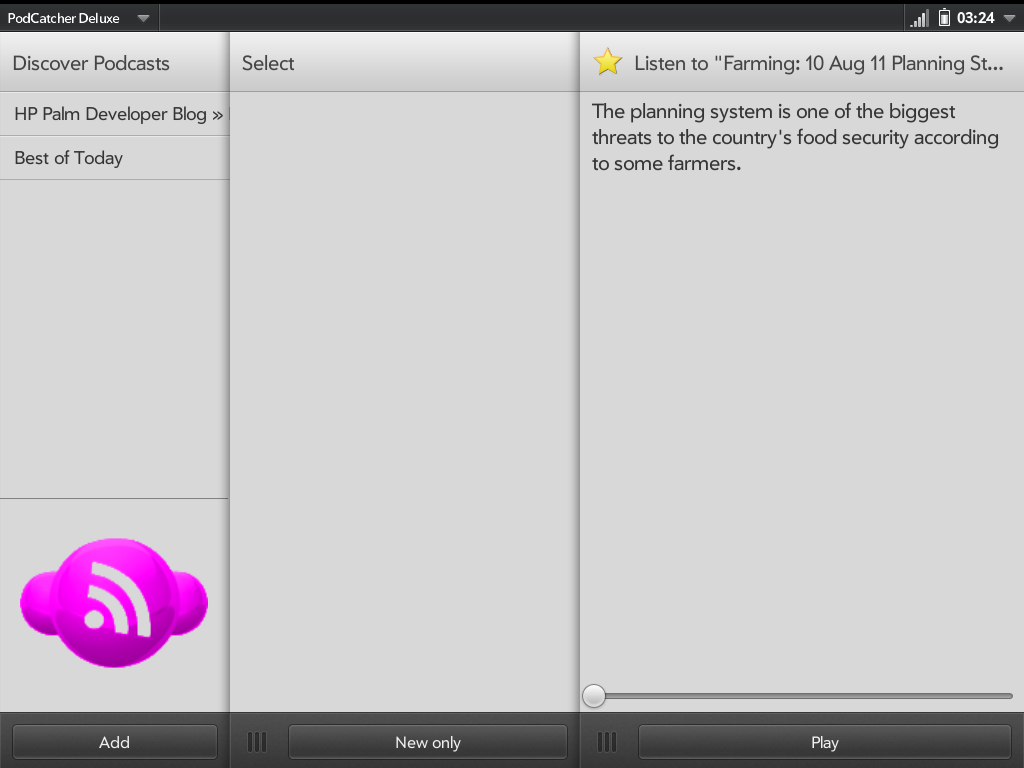 PodCatcher Deluxe
03:24
Discover Podcasts
Select
Listen to "Farming: 10 Aug 11 Planning St...
HP Palm Developer Blog »
Best of Today
The planning system is one of the biggest
threats to the country's food security according
to some farmers.
Add
New only
Play